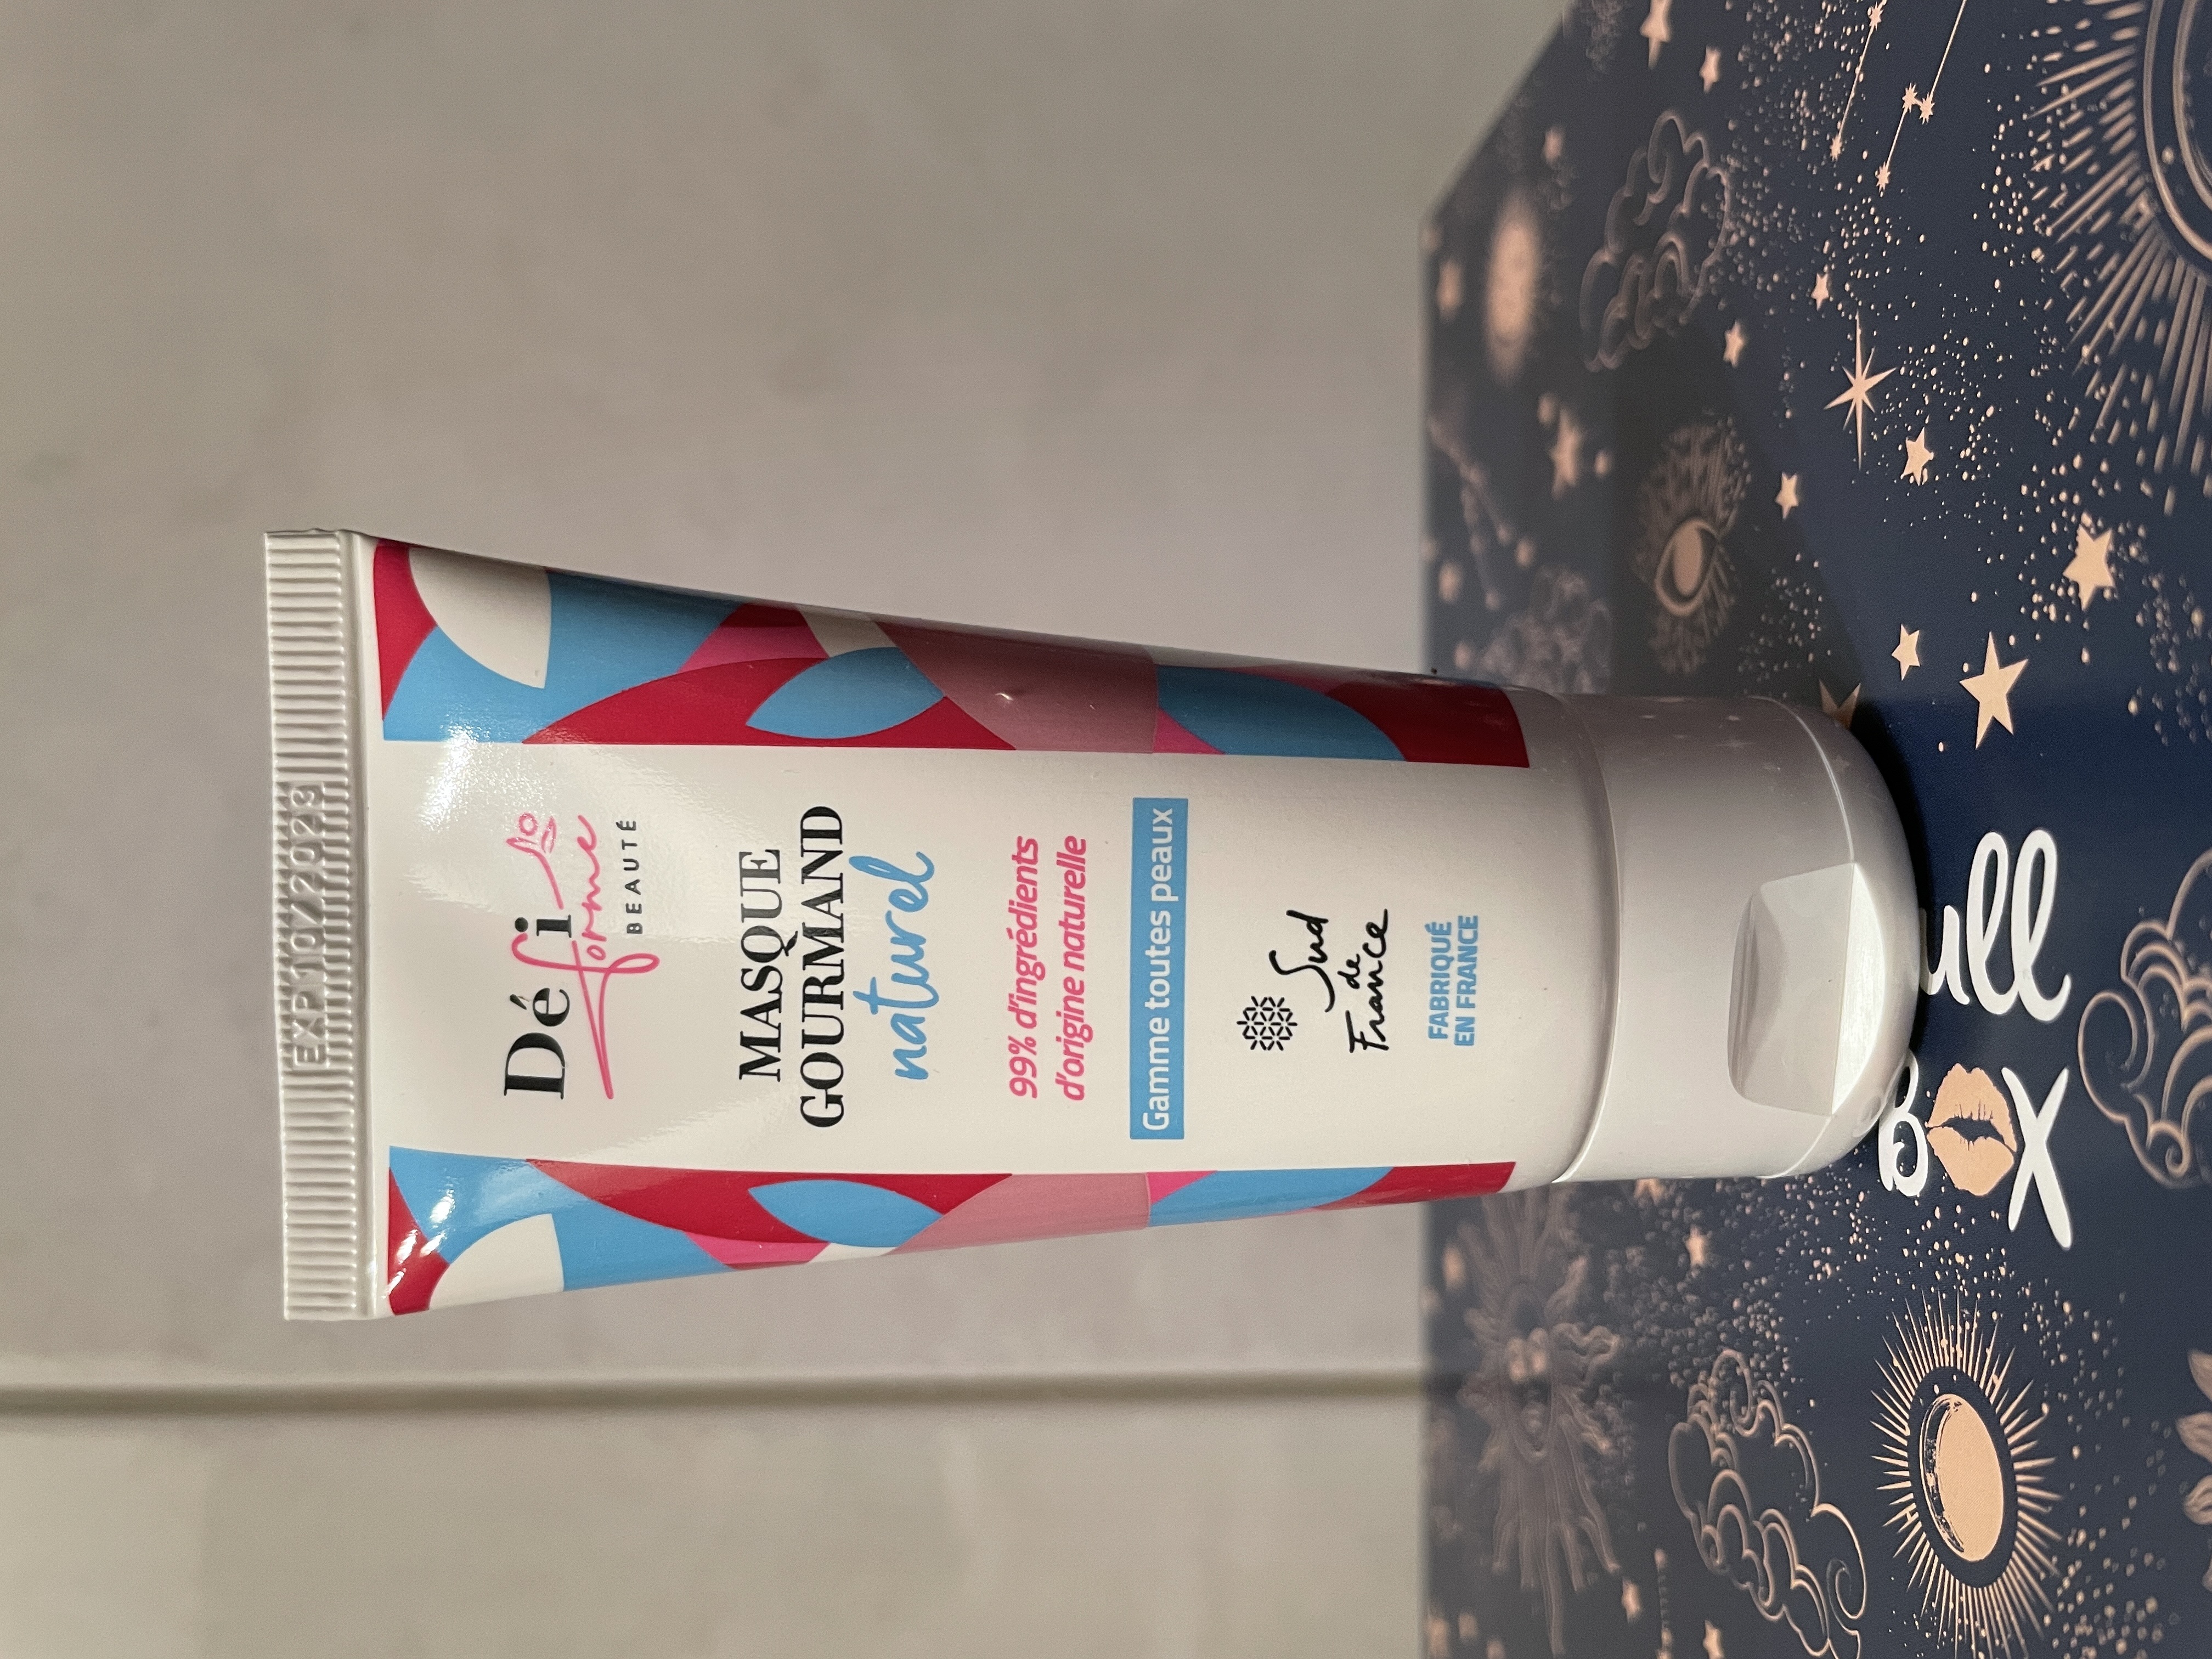 EXP 10/2023
Défi
forme
BEAUTÉ
MASQUE
GOURMAND
naturel
99% d'ingrédients
d'origine naturelle
Gamme toutes peaux
Sud
de
France
FABRIQUÉ
EN FRANCE